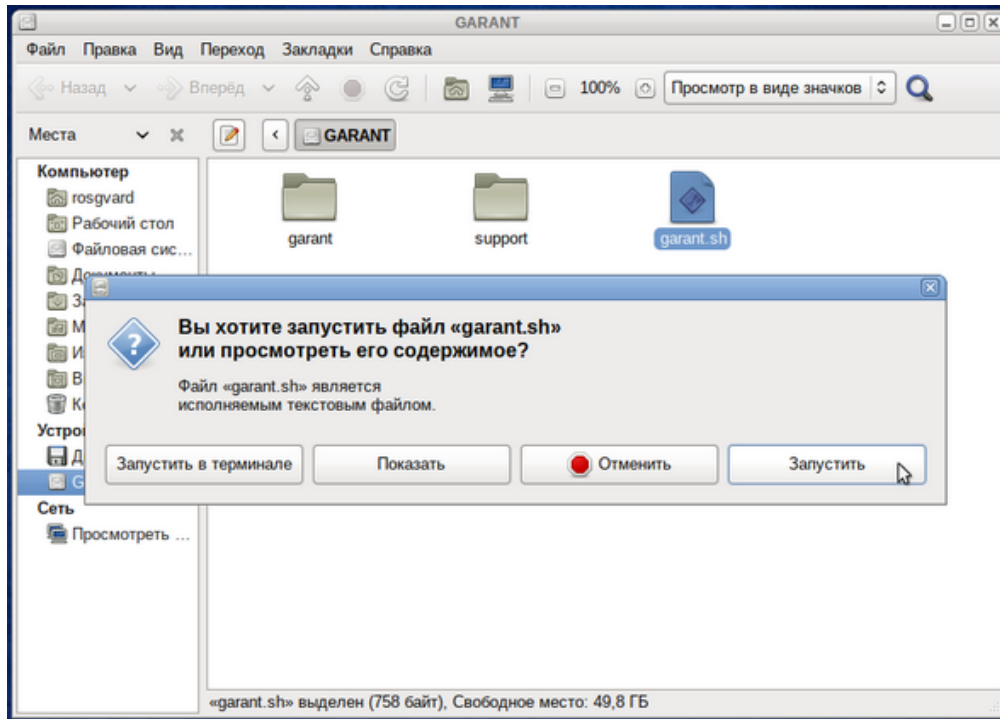 GARANT
Файл Правка Вид Переход Закладки Справка
Назад Вперёд 100% Просмотр в виде значков
Места GARANT
Компьютер
rosgvard
Рабочий стол
Файловая сис...
garant support garant.sh
Вы хотите запустить файл «garant.sh»
или просмотреть его содержимое?
Файл «garant.sh» является
исполняемым текстовым файлом.
Запустить в терминале Показать Отменить Запустить
Сеть
Просмотреть ...
«garant.sh» выделен (758 байт), Свободное место: 49,8 ГБ